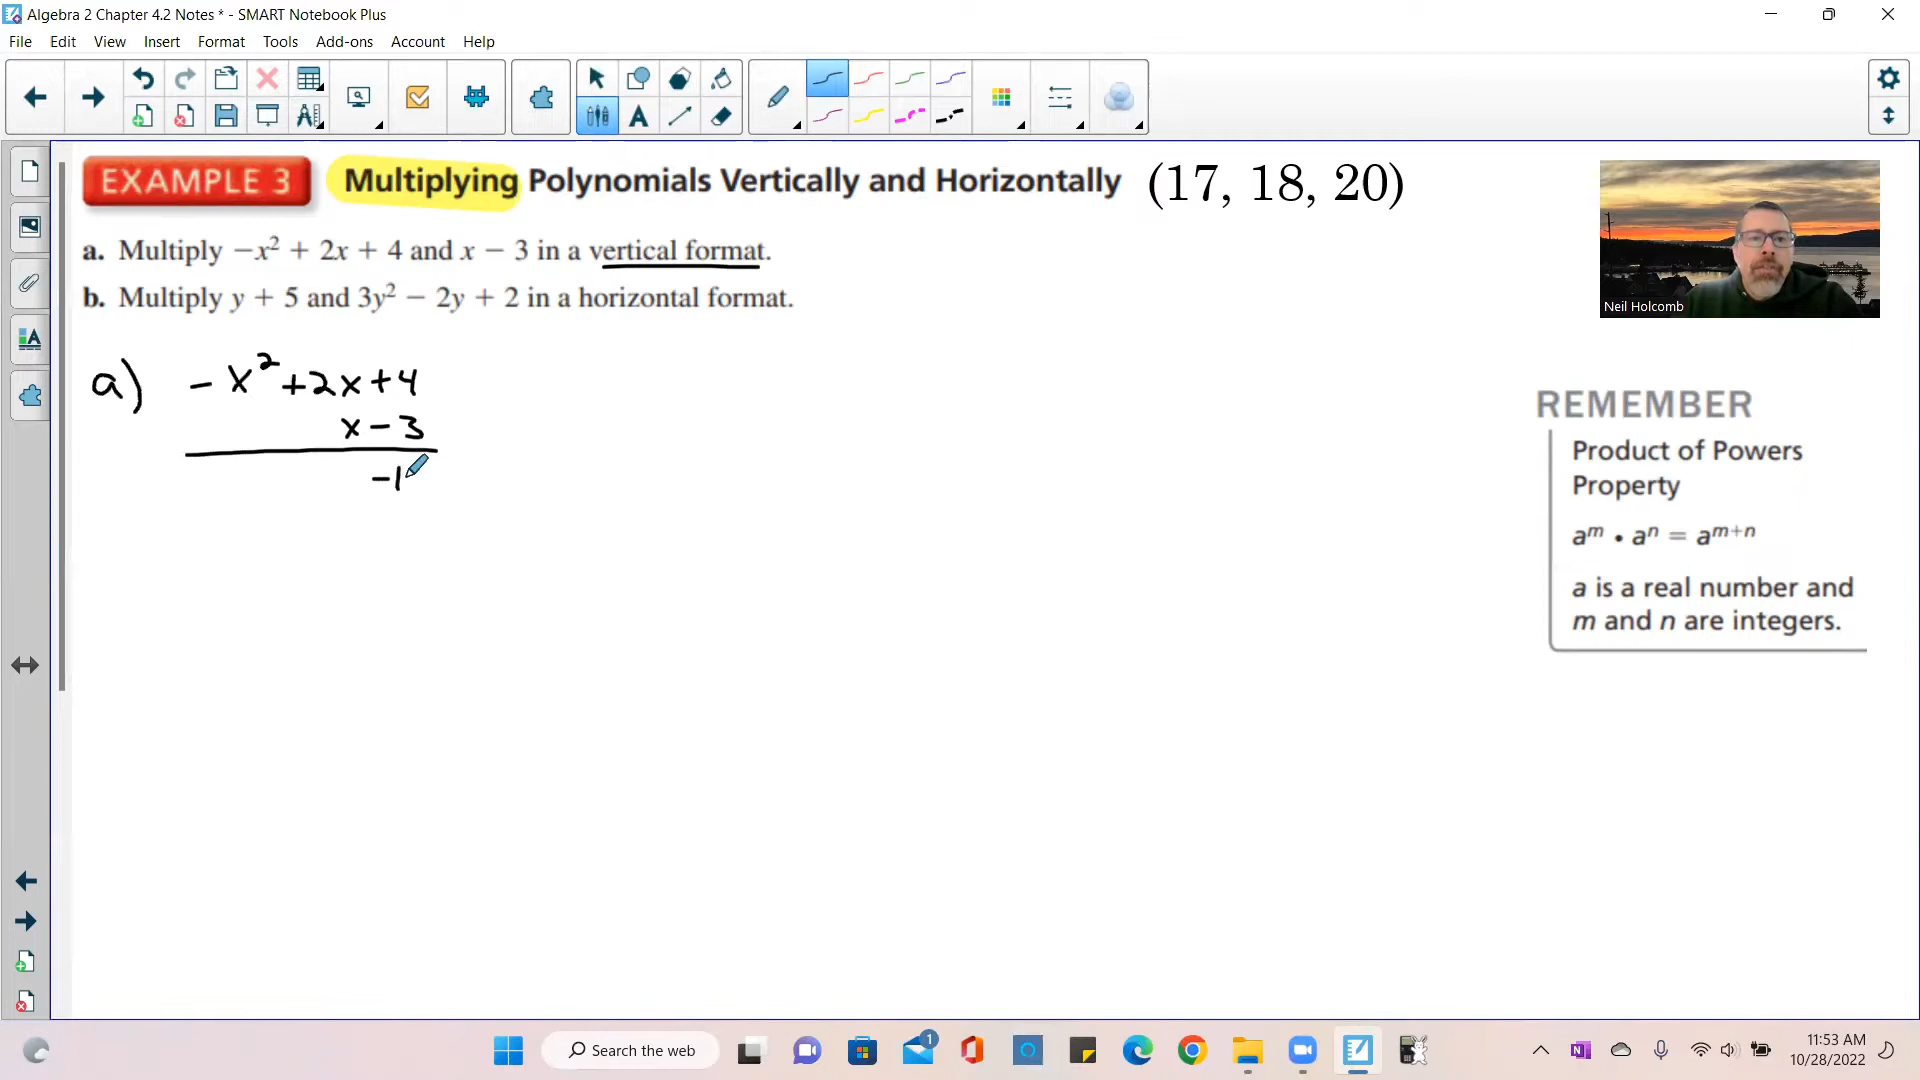 Algebra 2 Chapter 4.2 Notes * - SMART Notebook Plus
File Edit View Insert Format Tools Add-ons Account Help
EXAMPLE 3 Multiplying Polynomials Vertically and Horizontally (17, 18, 20)
a. Multiply −x² + 2x + 4 and x − 3 in a vertical format.
b. Multiply y + 5 and 3y² − 2y + 2 in a horizontal format.
Neil Holcomb
a) -x² +2x+4
x-3
-1
REMEMBER
Product of Powers
Property
aᵐ • aⁿ = aᵐ⁺ⁿ
a is a real number and
m and n are integers.
Search the web
1
11:53 AM
10/28/2022